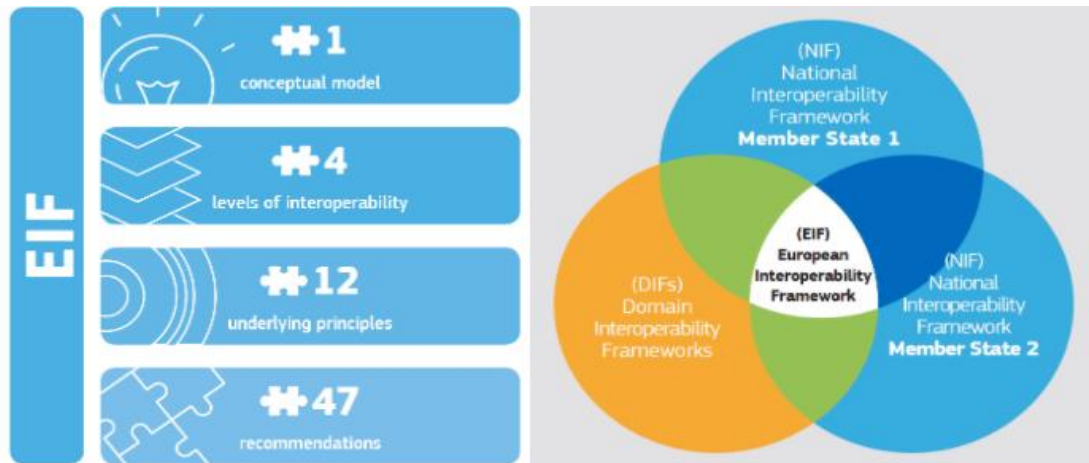 EIF
1
conceptual model
4
levels of interoperability
12
underlying principles
47
recommendations
(NIF)
National
Interoperability
Framework
Member State 1
(EIF)
European
Interoperability
Framework
(DIFs)
Domain
Interoperability
Frameworks
(NIF)
National
Interoperability
Framework
Member State 2